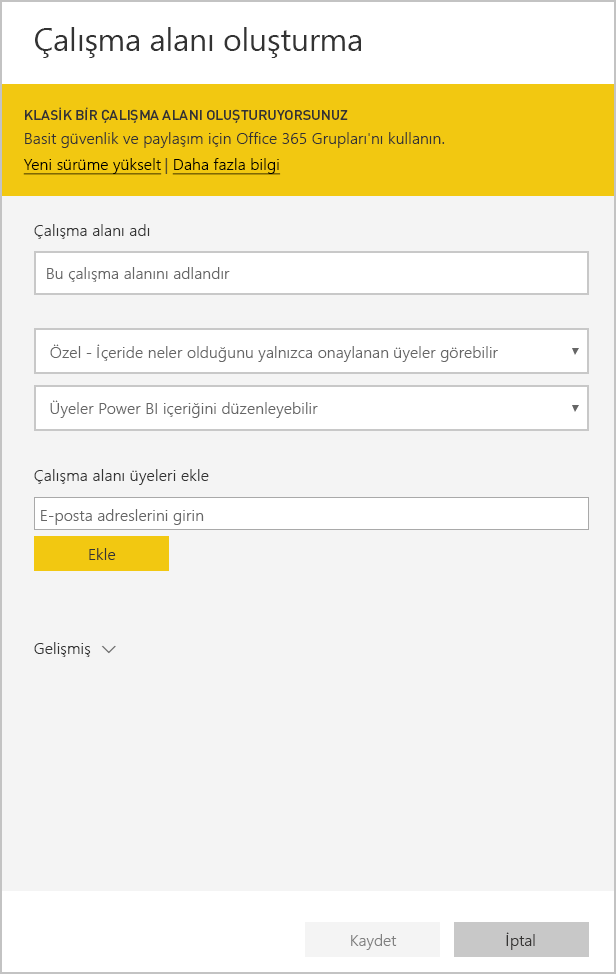 Çalışma alanı oluşturma
KLASİK BİR ÇALIŞMA ALANI OLUŞTURUYORSUNUZ
Basit güvenlik ve paylaşım için Office 365 Grupları'nı kullanın.
Yeni sürüme yükselt | Daha fazla bilgi
Çalışma alanı adı
Bu çalışma alanını adlandır
Özel - İçeride neler olduğunu yalnızca onaylanan üyeler görebilir
Üyeler Power BI içeriğini düzenleyebilir
Çalışma alanı üyeleri ekle
E-posta adreslerini girin
Ekle
Gelişmiş
Kaydet İptal